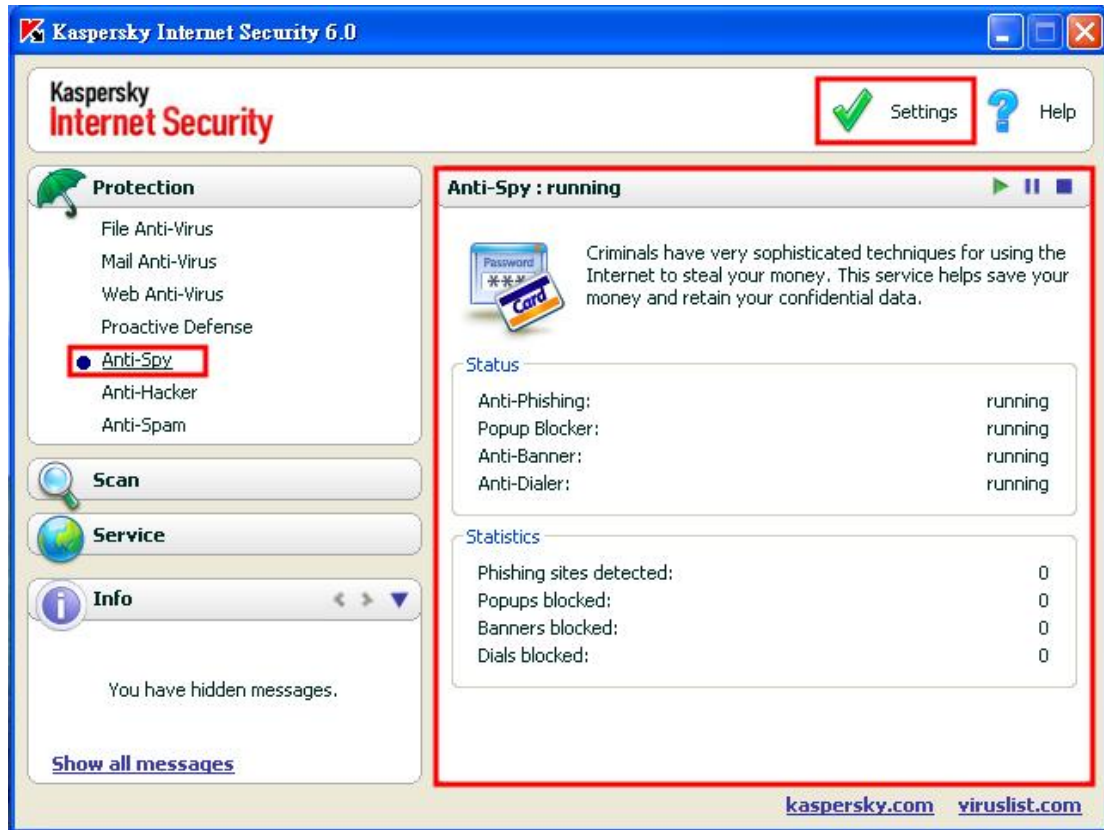 Kaspersky Internet Security 6.0
Kaspersky
Internet Security
Settings
Help
Protection
File Anti-Virus
Mail Anti-Virus
Web Anti-Virus
Proactive Defense
Anti-Spy
Anti-Hacker
Anti-Spam
Scan
Service
Info
You have hidden messages.
Show all messages
Anti-Spy : running
Password
****
Card
Criminals have very sophisticated techniques for using the
Internet to steal your money. This service helps save your
money and retain your confidential data.
Status
Anti-Phishing: running
Popup Blocker: running
Anti-Banner: running
Anti-Dialer: running
Statistics
Phishing sites detected: 0
Popups blocked: 0
Banners blocked: 0
Dials blocked: 0
kaspersky.com viruslist.com